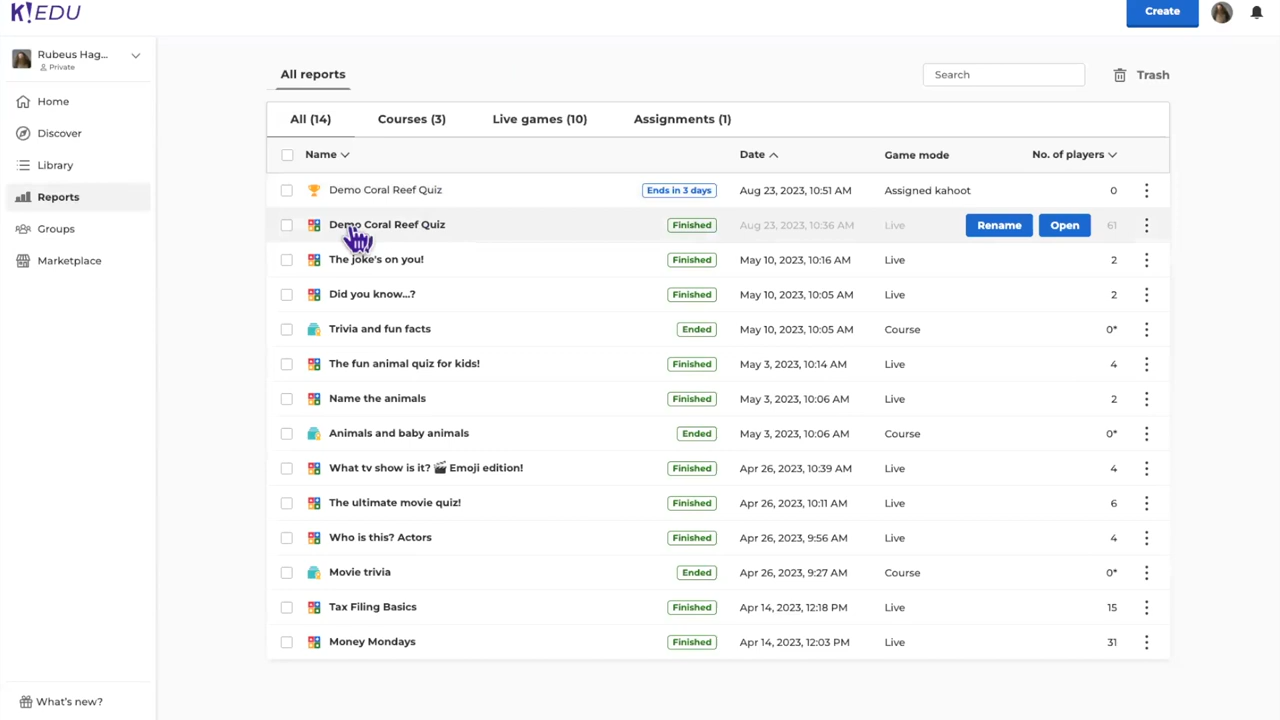 K!EDU
Create
Rubeus Hag...
Private
Home
Discover
Library
Reports
Groups
Marketplace
What's new?
All reports
Search
Trash
All (14) Courses (3) Live games (10) Assignments (1)
Name Date Game mode No. of players
Demo Coral Reef Quiz Ends in 3 days Aug 23, 2023, 10:51 AM Assigned kahoot 0
Demo Coral Reef Quiz Finished Aug 23, 2023, 10:36 AM Live Rename Open 61
The joke's on you! Finished May 10, 2023, 10:16 AM Live 2
Did you know...? Finished May 10, 2023, 10:05 AM Live 2
Trivia and fun facts Ended May 10, 2023, 10:05 AM Course 0*
The fun animal quiz for kids! Finished May 3, 2023, 10:14 AM Live 4
Name the animals Finished May 3, 2023, 10:06 AM Live 2
Animals and baby animals Ended May 3, 2023, 10:06 AM Course 0*
What tv show is it? 🎬 Emoji edition! Finished Apr 26, 2023, 10:39 AM Live 4
The ultimate movie quiz! Finished Apr 26, 2023, 10:11 AM Live 6
Who is this? Actors Finished Apr 26, 2023, 9:56 AM Live 4
Movie trivia Ended Apr 26, 2023, 9:27 AM Course 0*
Tax Filing Basics Finished Apr 14, 2023, 12:18 PM Live 15
Money Mondays Finished Apr 14, 2023, 12:03 PM Live 31